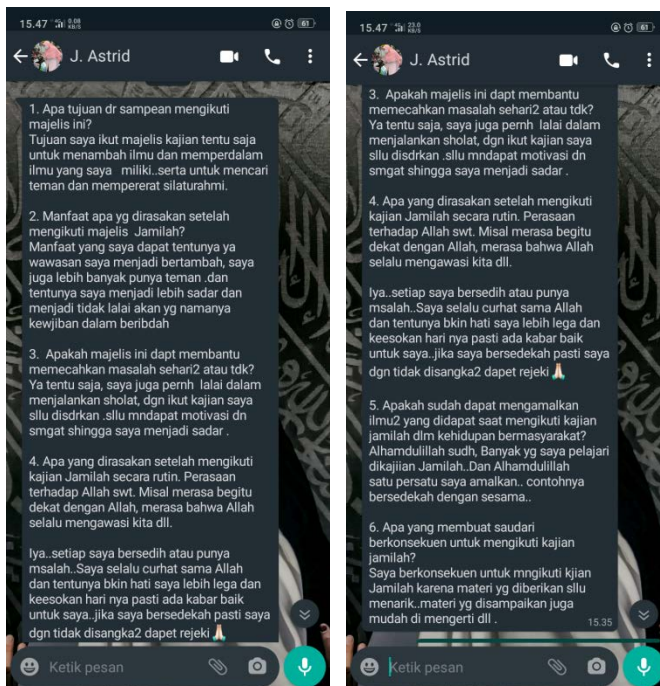 15.47 4G 0.08 KB/S 61
J. Astrid
1. Apa tujuan dr sampean mengikuti
majelis ini?
Tujuan saya ikut majelis kajian tentu saja
untuk menambah ilmu dan memperdalam
ilmu yang saya miliki..serta untuk mencari
teman dan mempererat silaturahmi.
2. Manfaat apa yg dirasakan setelah
mengikuti majelis Jamilah?
Manfaat yang saya dapat tentunya ya
wawasan saya menjadi bertambah, saya
juga lebih banyak punya teman .dan
tentunya saya menjadi lebih sadar dan
menjadi tidak lalai akan yg namanya
kewjiban dalam beribdah
3. Apakah majelis ini dapt membantu
memecahkan masalah sehari2 atau tdk?
Ya tentu saja, saya juga pernh lalai dalam
menjalankan sholat, dgn ikut kajian saya
sllu disdrkan .sllu mndapat motivasi dn
smgat shingga saya menjadi sadar .
4. Apa yang dirasakan setelah mengikuti
kajian Jamilah secara rutin. Perasaan
terhadap Allah swt. Misal merasa begitu
dekat dengan Allah, merasa bahwa Allah
selalu mengawasi kita dll.
Iya..setiap saya bersedih atau punya
msalah..Saya selalu curhat sama Allah
dan tentunya bkin hati saya lebih lega dan
keesokan hari nya pasti ada kabar baik
untuk saya..jika saya bersedekah pasti saya
dgn tidak disangka2 dapet rejeki🙏🏻
Ketik pesan
15.47 4G 23.0 KB/S 61
J. Astrid
3. Apakah majelis ini dapt membantu
memecahkan masalah sehari2 atau tdk?
Ya tentu saja, saya juga pernh lalai dalam
menjalankan sholat, dgn ikut kajian saya
sllu disdrkan .sllu mndapat motivasi dn
smgat shingga saya menjadi sadar .
4. Apa yang dirasakan setelah mengikuti
kajian Jamilah secara rutin. Perasaan
terhadap Allah swt. Misal merasa begitu
dekat dengan Allah, merasa bahwa Allah
selalu mengawasi kita dll.
Iya..setiap saya bersedih atau punya
msalah..Saya selalu curhat sama Allah
dan tentunya bkin hati saya lebih lega dan
keesokan hari nya pasti ada kabar baik
untuk saya..jika saya bersedekah pasti saya
dgn tidak disangka2 dapet rejeki🙏🏻
5. Apakah sudah dapat mengamalkan
ilmu2 yang didapat saat mengikuti kajian
jamilah dlm kehidupan bermasyarakat?
Alhamdulillah sudh, Banyak yg saya pelajari
dikajiian Jamilah..Dan Alhamdulillah
satu persatu saya amalkan.. contohnya
bersedekah dengan sesama..
6. Apa yang membuat saudari
berkonsekuen untuk mengikuti kajian
jamilah?
Saya berkonsekuen untuk mngikuti kjian
Jamilah karena materi yg diberikan sllu
menarik..materi yg disampaikan juga
mudah di mengerti dll .
15.35
Ketik pesan